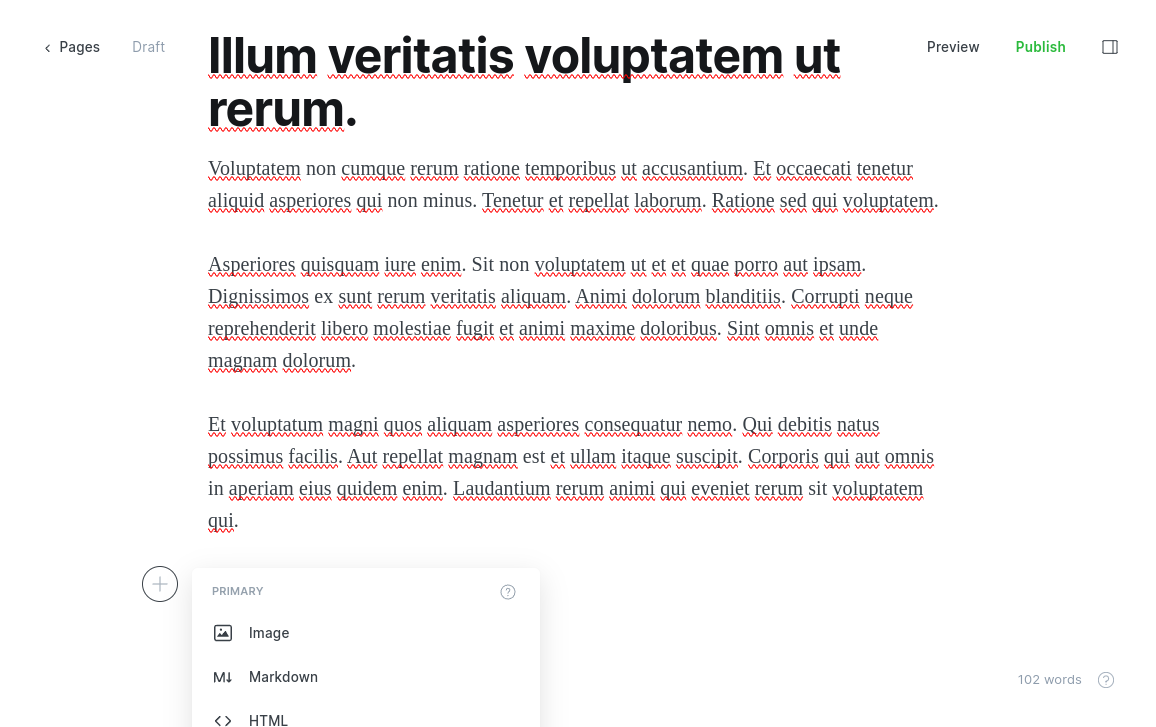 Pages
Draft
Preview
Publish
Illum veritatis voluptatem ut
rerum.
Voluptatem non cumque rerum ratione temporibus ut accusantium. Et occaecati tenetur
aliquid asperiores qui non minus. Tenetur et repellat laborum. Ratione sed qui voluptatem.
Asperiores quisquam iure enim. Sit non voluptatem ut et et quae porro aut ipsam.
Dignissimos ex sunt rerum veritatis aliquam. Animi dolorum blanditiis. Corrupti neque
reprehenderit libero molestiae fugit et animi maxime doloribus. Sint omnis et unde
magnam dolorum.
Et voluptatum magni quos aliquam asperiores consequatur nemo. Qui debitis natus
possimus facilis. Aut repellat magnam est et ullam itaque suscipit. Corporis qui aut omnis
in aperiam eius quidem enim. Laudantium rerum animi qui eveniet rerum sit voluptatem
qui.
PRIMARY
Image
Markdown
HTML
102 words